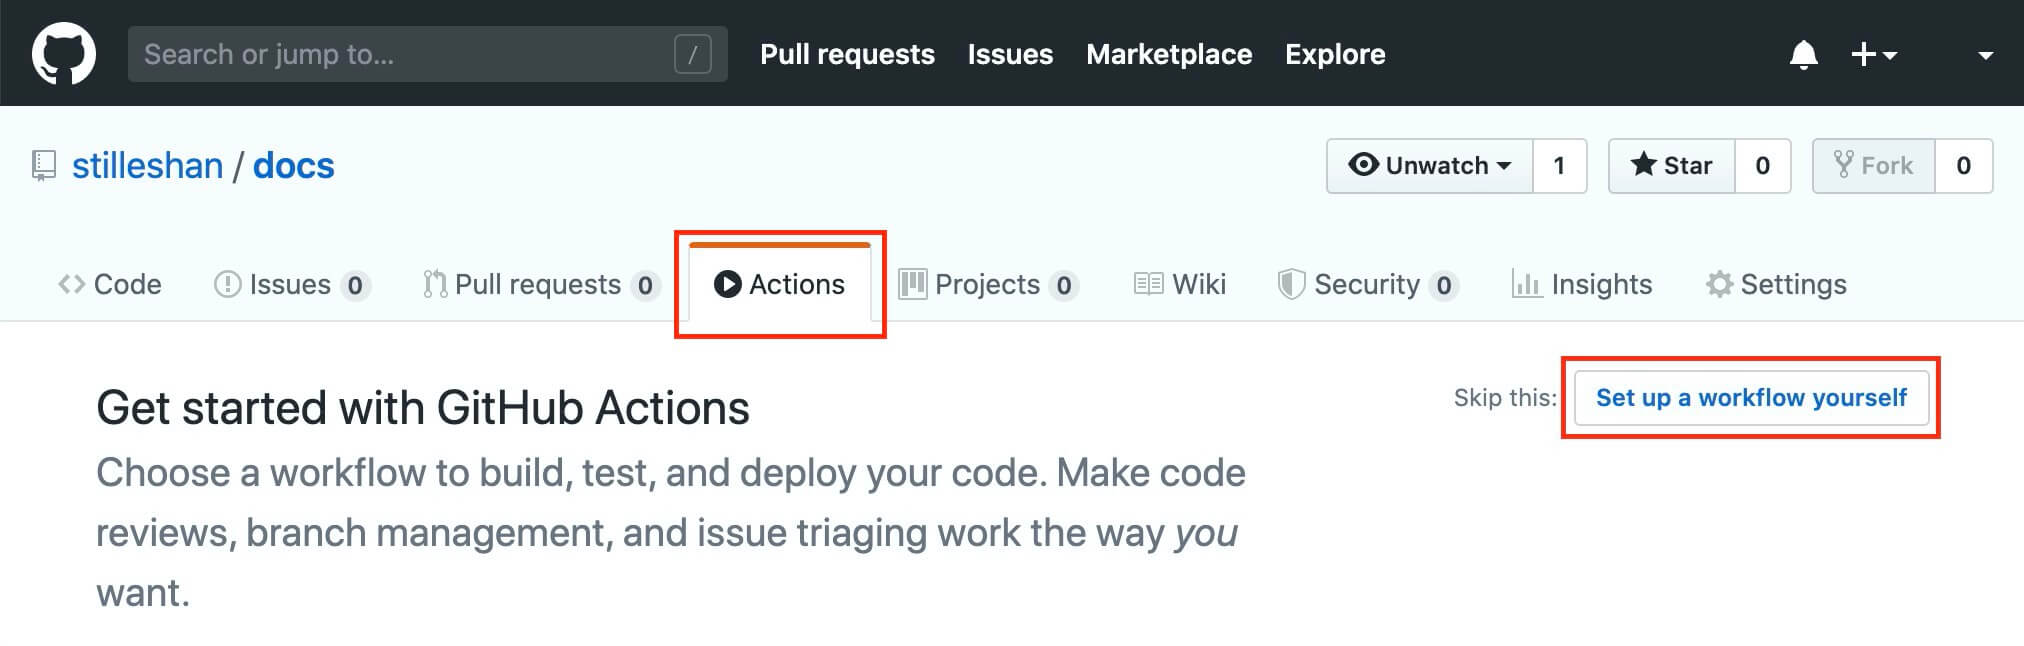 Search or jump to... / Pull requests Issues Marketplace Explore
stilleshan / docs Unwatch 1 Star 0 Fork 0
Code Issues 0 Pull requests 0 Actions Projects 0 Wiki Security 0 Insights Settings
Get started with GitHub Actions
Skip this: Set up a workflow yourself
Choose a workflow to build, test, and deploy your code. Make code
reviews, branch management, and issue triaging work the way you
want.